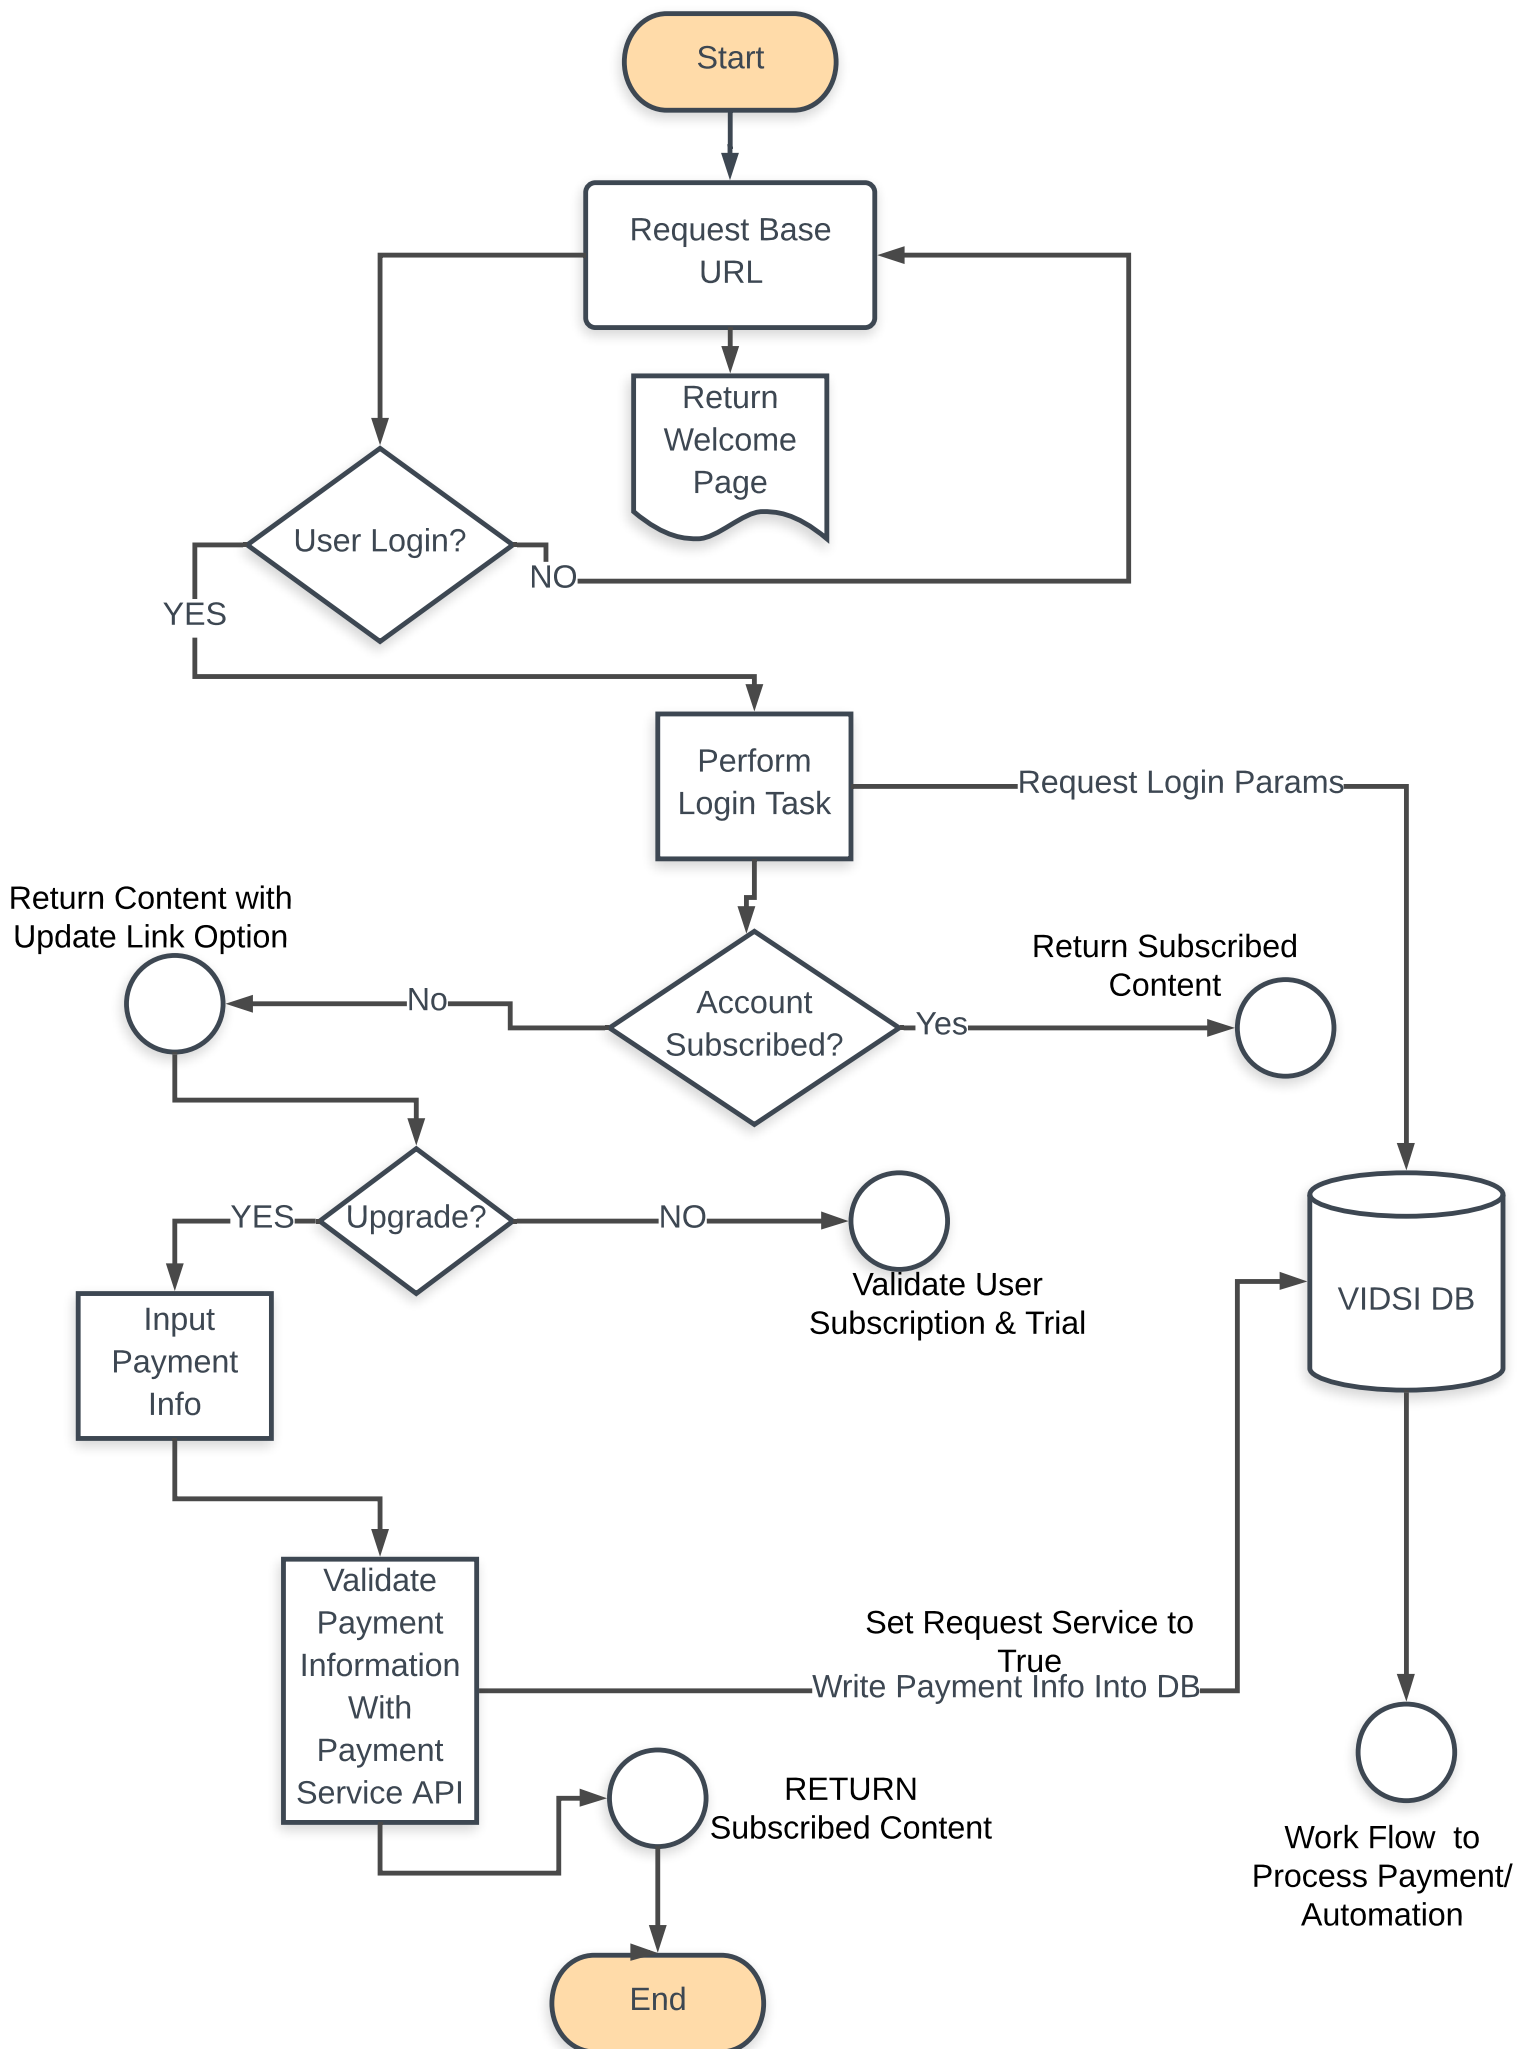 Start
Request Base
URL
Return
Welcome
Page
User Login?
NO
YES
Perform
Login Task
Request Login Params
Return Content with
Update Link Option
No
Account
Subscribed?
Yes
Return Subscribed
Content
YES
Upgrade?
NO
Validate User
Subscription & Trial
VIDSI DB
Input
Payment
Info
Validate
Payment
Information
With
Payment
Service API
Set Request Service to
True
Write Payment Info Into DB
RETURN
Subscribed Content
Work Flow  to
Process Payment/
Automation
End